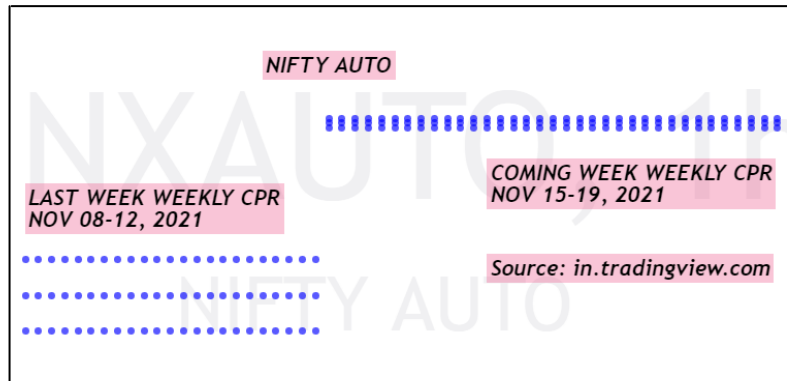 NIFTY AUTO
NXAUTO, 1h
COMING WEEK WEEKLY CPR
NOV 15-19, 2021
LAST WEEK WEEKLY CPR
NOV 08-12, 2021
Source: in.tradingview.com
NIFTY AUTO